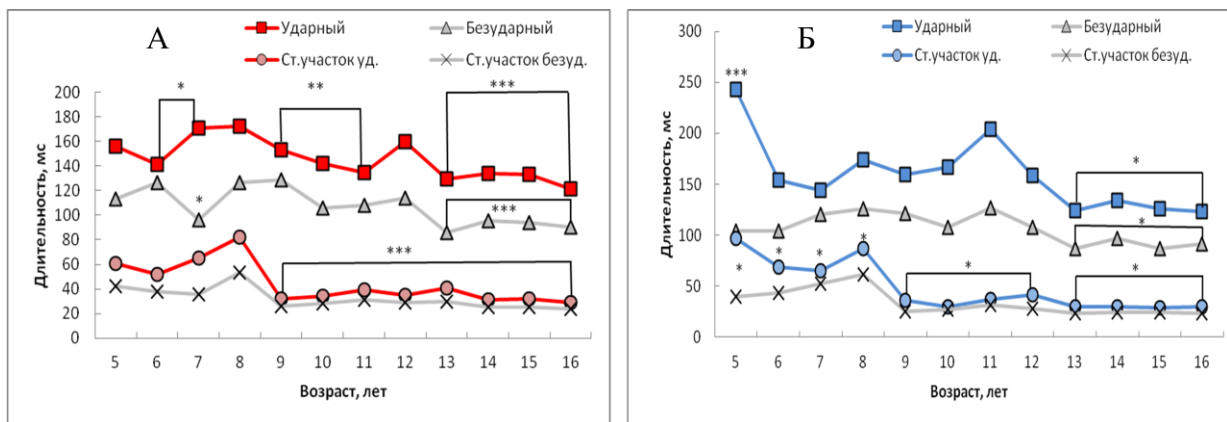 А
Ударный
Безударный
Ст.участок уд.
Ст.участок безуд.
Длительность, мс
200
180
160
140
120
100
80
60
40
20
0
*
**
***
*
***
***
5 6 7 8 9 10 11 12 13 14 15 16
Возраст, лет
Б
Ударный
Безударный
Ст.участок уд.
Ст.участок безуд.
Длительность, мс
300
250
200
150
100
50
0
***
*
*
*
*
*
*
*
*
5 6 7 8 9 10 11 12 13 14 15 16
Возраст, лет